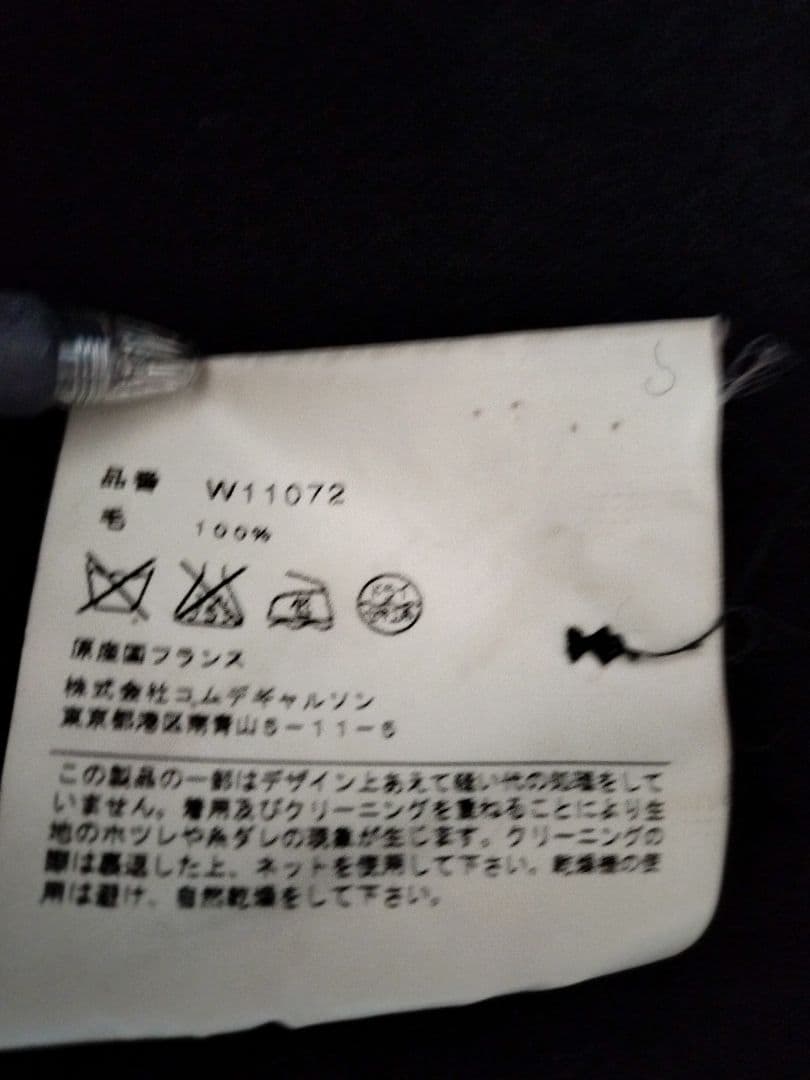 品番 W11072
毛 100%
原産国フランス
株式会社コムデギャルソン
東京都港区南青山5-11-5
この製品の一部はデザイン上あえて縫い代の処理をして
いません。着用及びクリーニングを重ねることにより生
地のホツレや糸ダレの現象が生じます。クリーニングの
際は裏返した上、ネットを使用して下さい。乾燥機の使
用は避け、自然乾燥をして下さい。